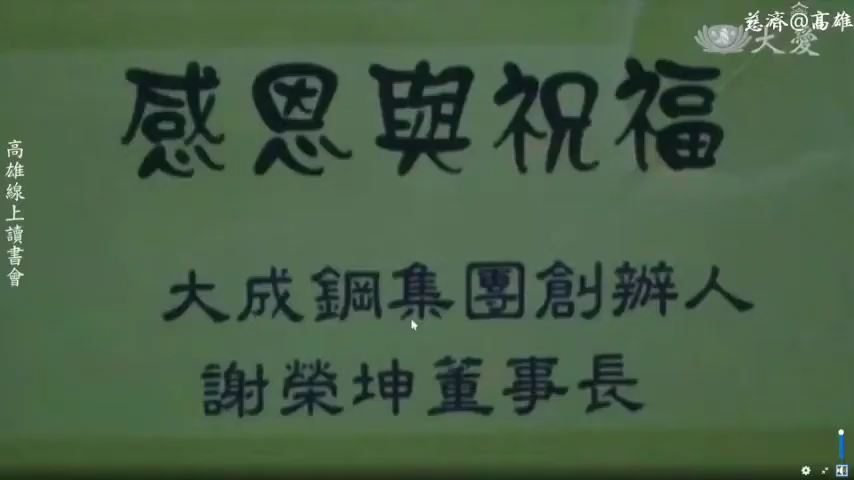 慈濟@高雄
大愛
感恩與祝福
高雄線上讀書會
大成鋼集團創辦人
謝榮坤董事長